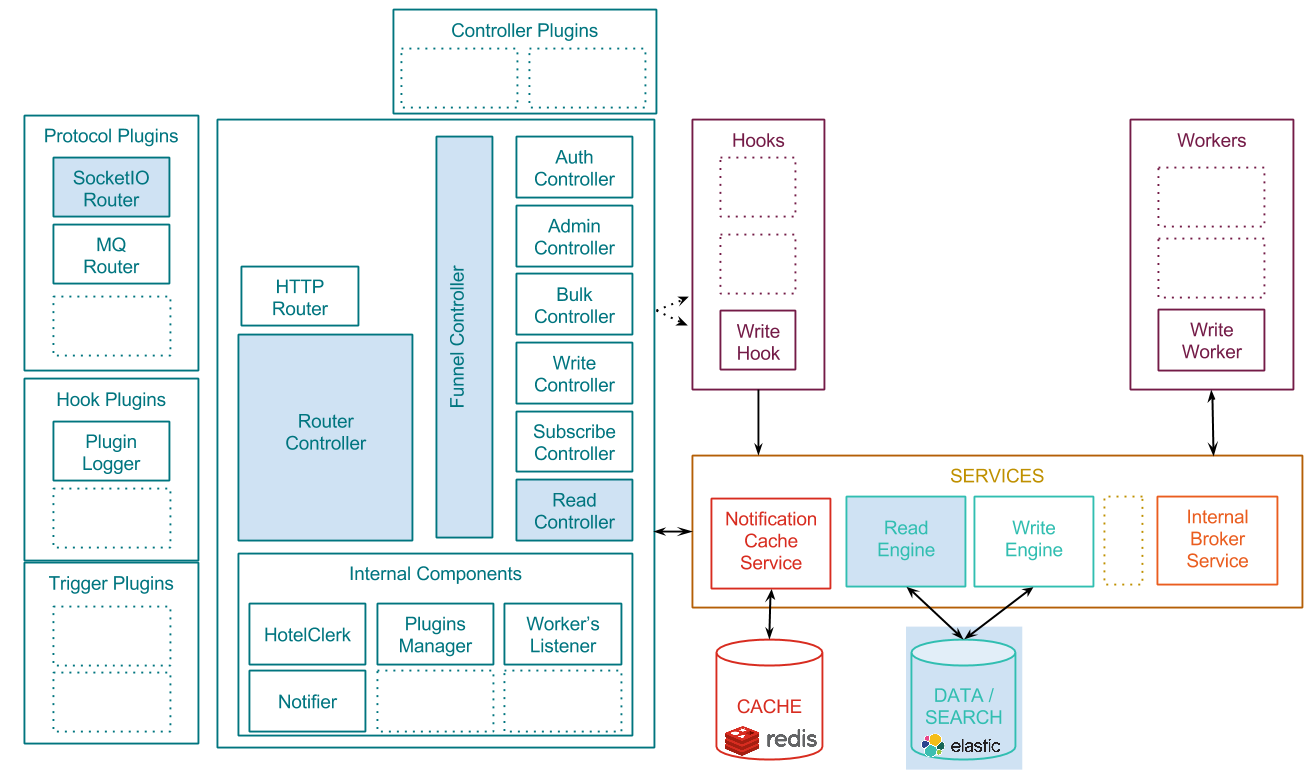 Controller Plugins
Protocol Plugins
SocketIO
Router
MQ
Router
Hook Plugins
Plugin
Logger
Trigger Plugins
HTTP
Router
Router
Controller
Funnel Controller
Auth
Controller
Admin
Controller
Bulk
Controller
Write
Controller
Subscribe
Controller
Read
Controller
Internal Components
HotelClerk
Plugins
Manager
Worker's
Listener
Notifier
Hooks
Write
Hook
Workers
Write
Worker
SERVICES
Notification
Cache
Service
Read
Engine
Write
Engine
Internal
Broker
Service
CACHE
redis
DATA /
SEARCH
elastic